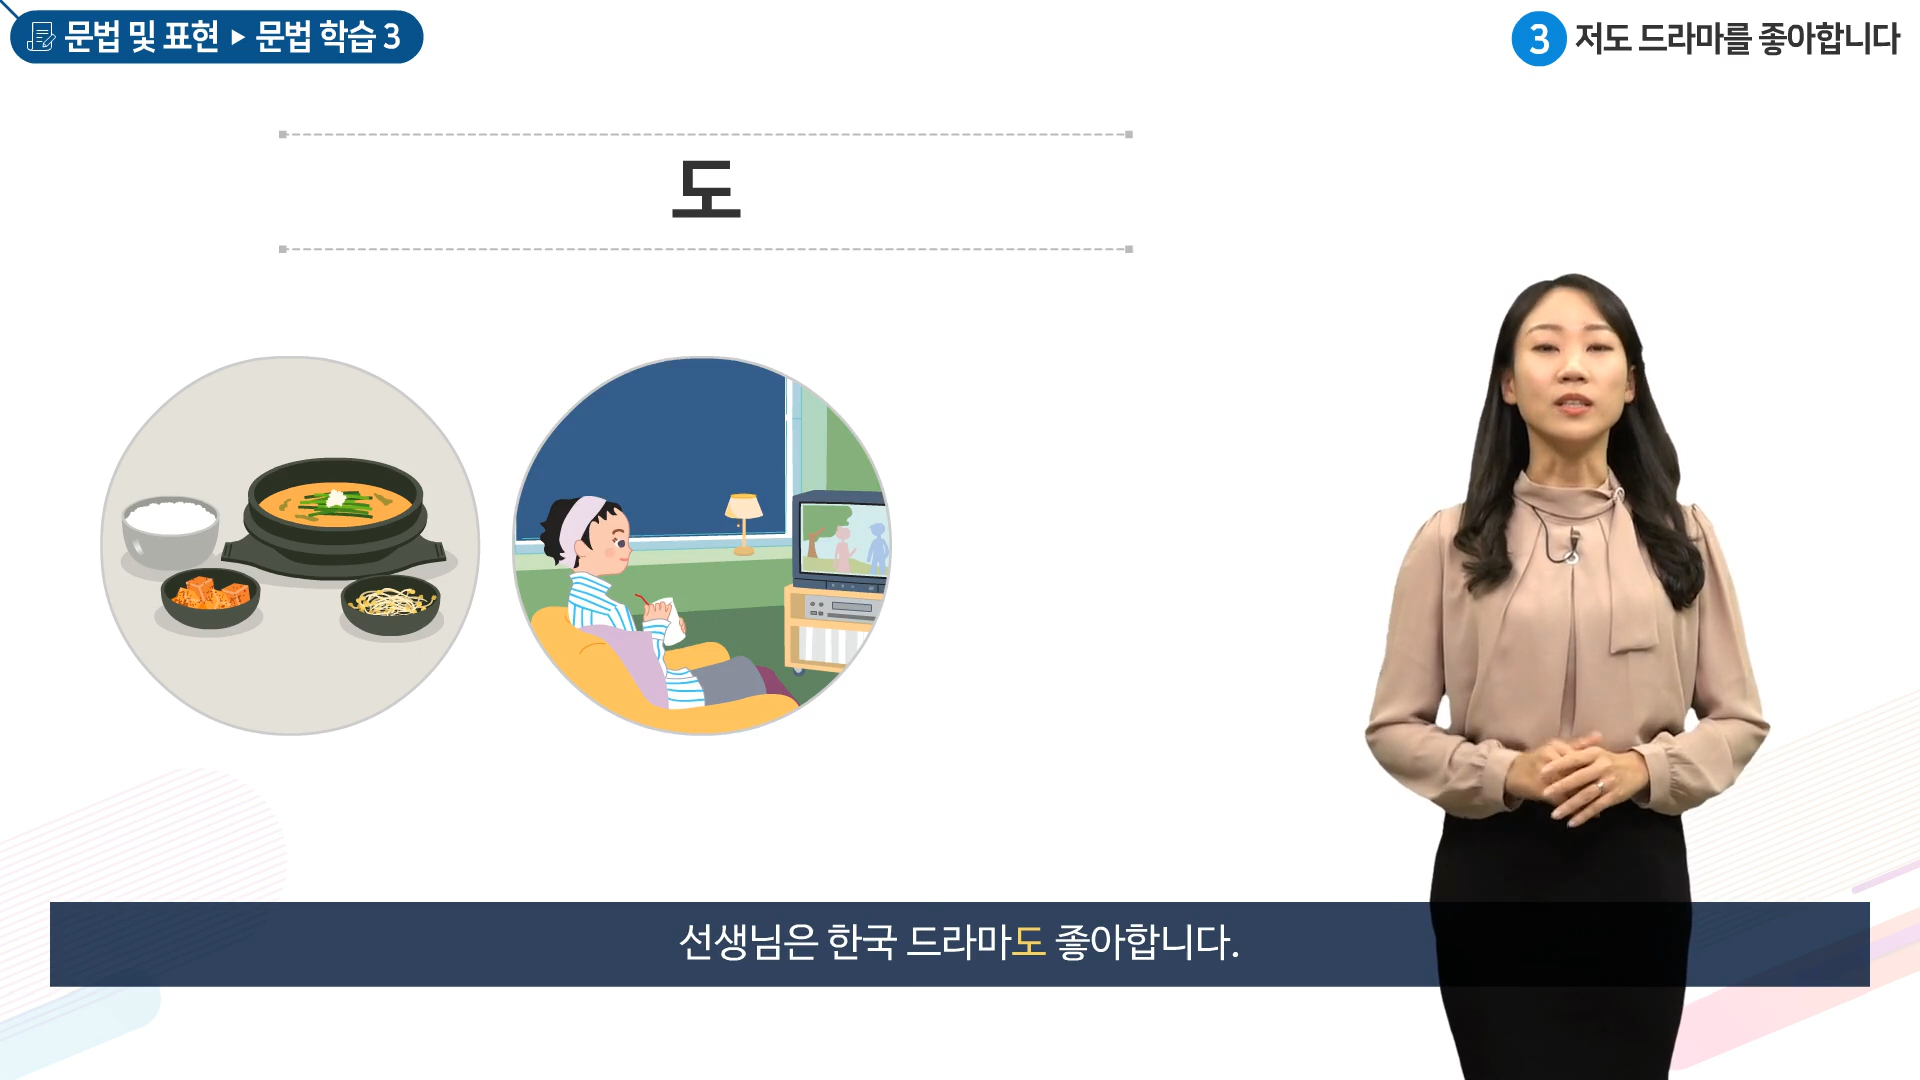 문법 및 표현 ▶ 문법 학습 3
3 저도 드라마를 좋아합니다
도
선생님은 한국 드라마도 좋아합니다.